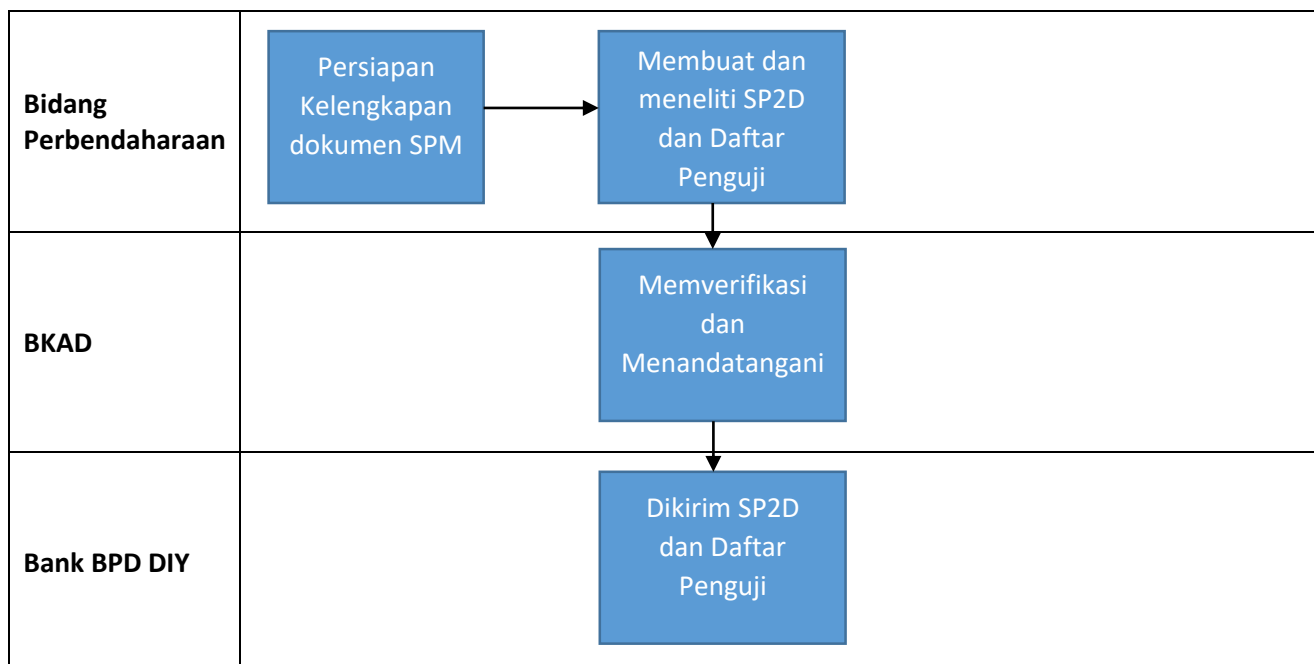 Bidang
Perbendaharaan
Persiapan
Kelengkapan
dokumen SPM
Membuat dan
meneliti SP2D
dan Daftar
Penguji
BKAD
Memverifikasi
dan
Menandatangani
Bank BPD DIY
Dikirim SP2D
dan Daftar
Penguji